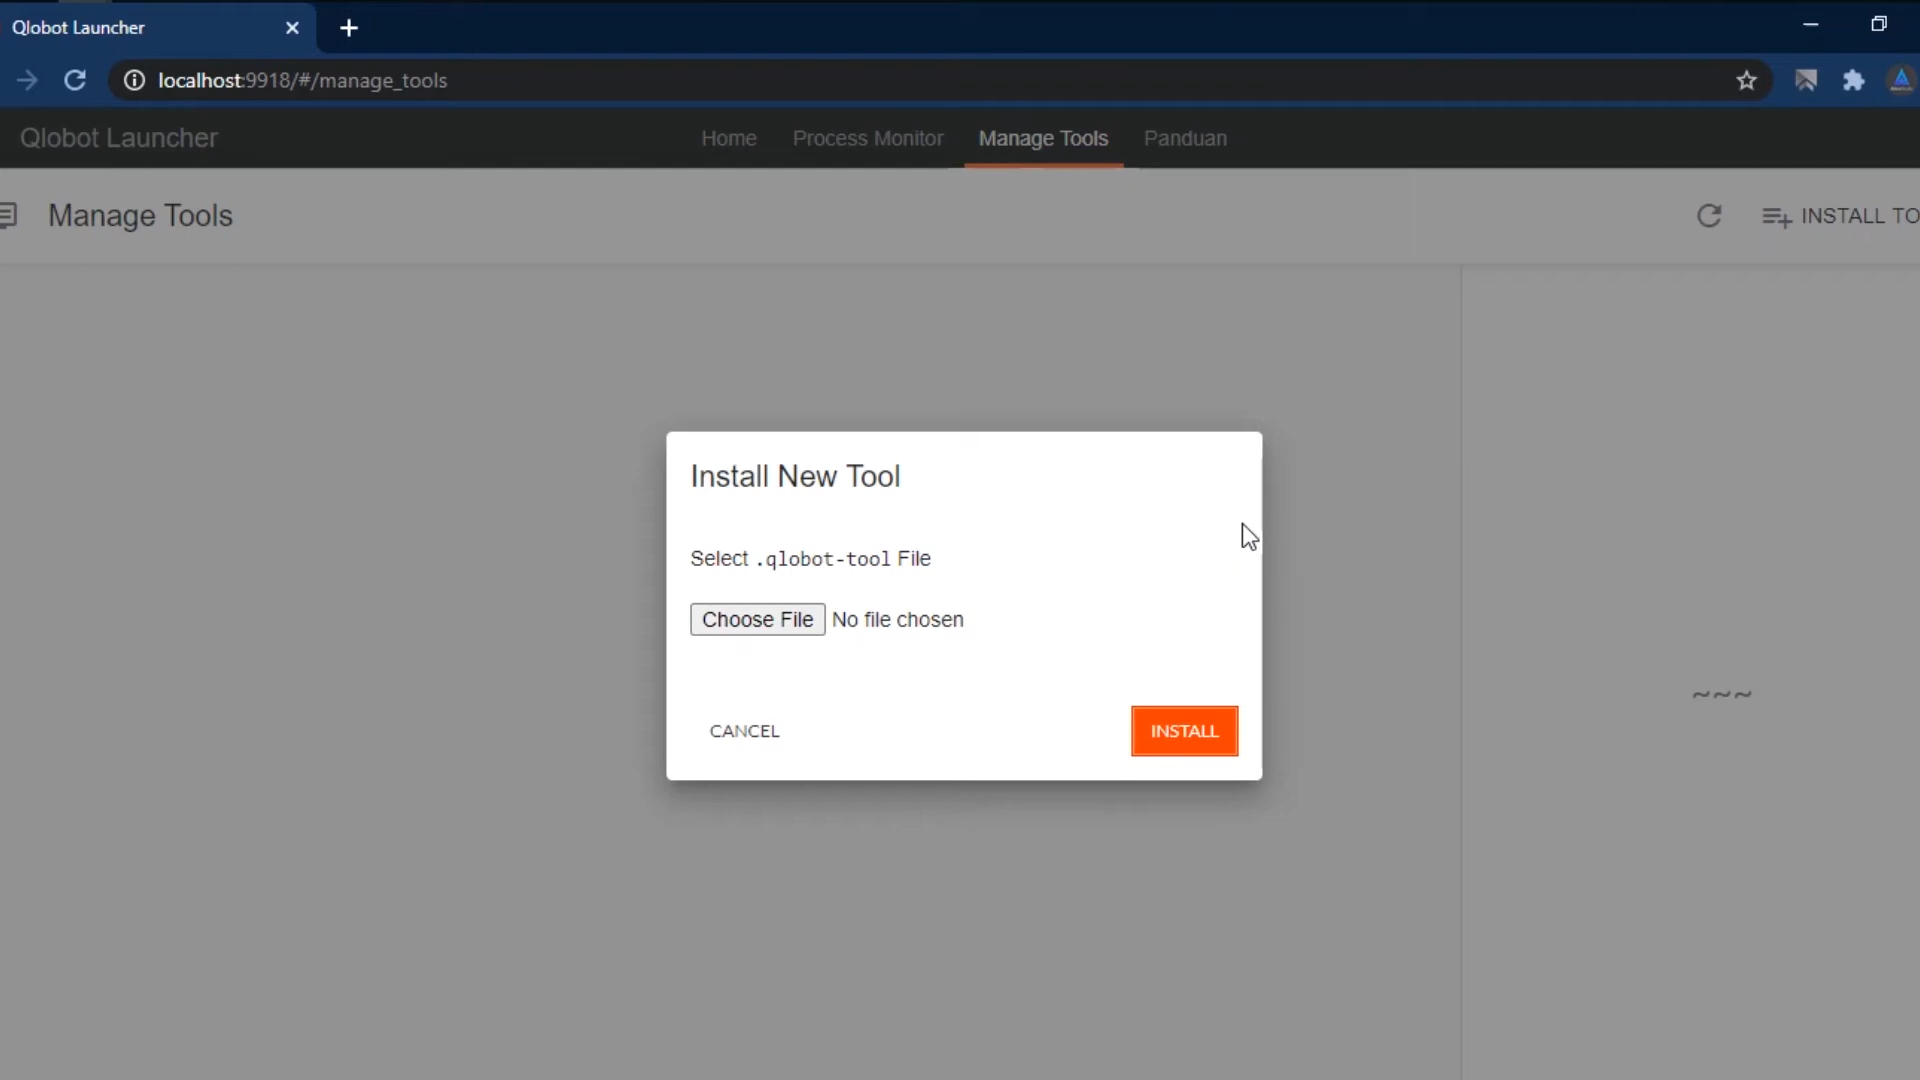 Qlobot Launcher
localhost:9918/#/manage_tools
Qlobot Launcher
Home Process Monitor Manage Tools Panduan
Manage Tools
INSTALL TO
Install New Tool
Select .qlobot-tool File
Choose File No file chosen
~~~
CANCEL
INSTALL